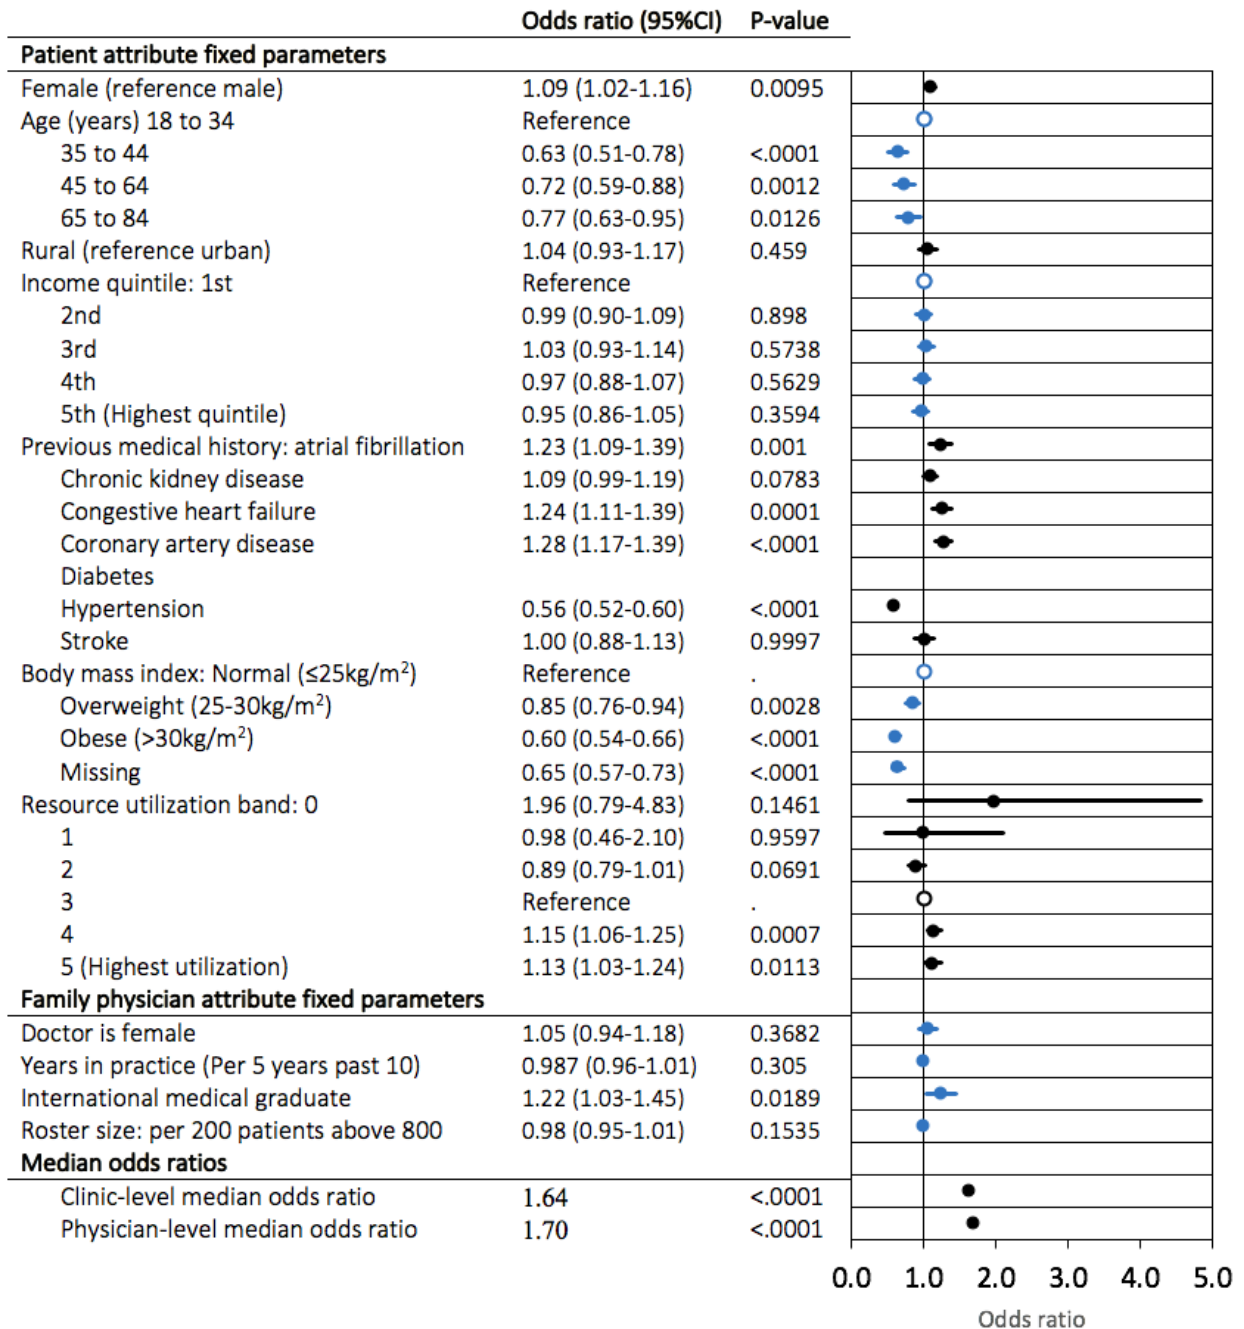 Odds ratio (95%CI) P-value
Patient attribute fixed parameters
Female (reference male) 1.09 (1.02-1.16) 0.0095
Age (years) 18 to 34 Reference
35 to 44 0.63 (0.51-0.78) <.0001
45 to 64 0.72 (0.59-0.88) 0.0012
65 to 84 0.77 (0.63-0.95) 0.0126
Rural (reference urban) 1.04 (0.93-1.17) 0.459
Income quintile: 1st Reference
2nd 0.99 (0.90-1.09) 0.898
3rd 1.03 (0.93-1.14) 0.5738
4th 0.97 (0.88-1.07) 0.5629
5th (Highest quintile) 0.95 (0.86-1.05) 0.3594
Previous medical history: atrial fibrillation 1.23 (1.09-1.39) 0.001
Chronic kidney disease 1.09 (0.99-1.19) 0.0783
Congestive heart failure 1.24 (1.11-1.39) 0.0001
Coronary artery disease 1.28 (1.17-1.39) <.0001
Diabetes
Hypertension 0.56 (0.52-0.60) <.0001
Stroke 1.00 (0.88-1.13) 0.9997
Body mass index: Normal (≤25kg/m²) Reference .
Overweight (25-30kg/m²) 0.85 (0.76-0.94) 0.0028
Obese (>30kg/m²) 0.60 (0.54-0.66) <.0001
Missing 0.65 (0.57-0.73) <.0001
Resource utilization band: 0 1.96 (0.79-4.83) 0.1461
1 0.98 (0.46-2.10) 0.9597
2 0.89 (0.79-1.01) 0.0691
3 Reference .
4 1.15 (1.06-1.25) 0.0007
5 (Highest utilization) 1.13 (1.03-1.24) 0.0113
Family physician attribute fixed parameters
Doctor is female 1.05 (0.94-1.18) 0.3682
Years in practice (Per 5 years past 10) 0.987 (0.96-1.01) 0.305
International medical graduate 1.22 (1.03-1.45) 0.0189
Roster size: per 200 patients above 800 0.98 (0.95-1.01) 0.1535
Median odds ratios
Clinic-level median odds ratio 1.64 <.0001
Physician-level median odds ratio 1.70 <.0001
0.0 1.0 2.0 3.0 4.0 5.0
Odds ratio